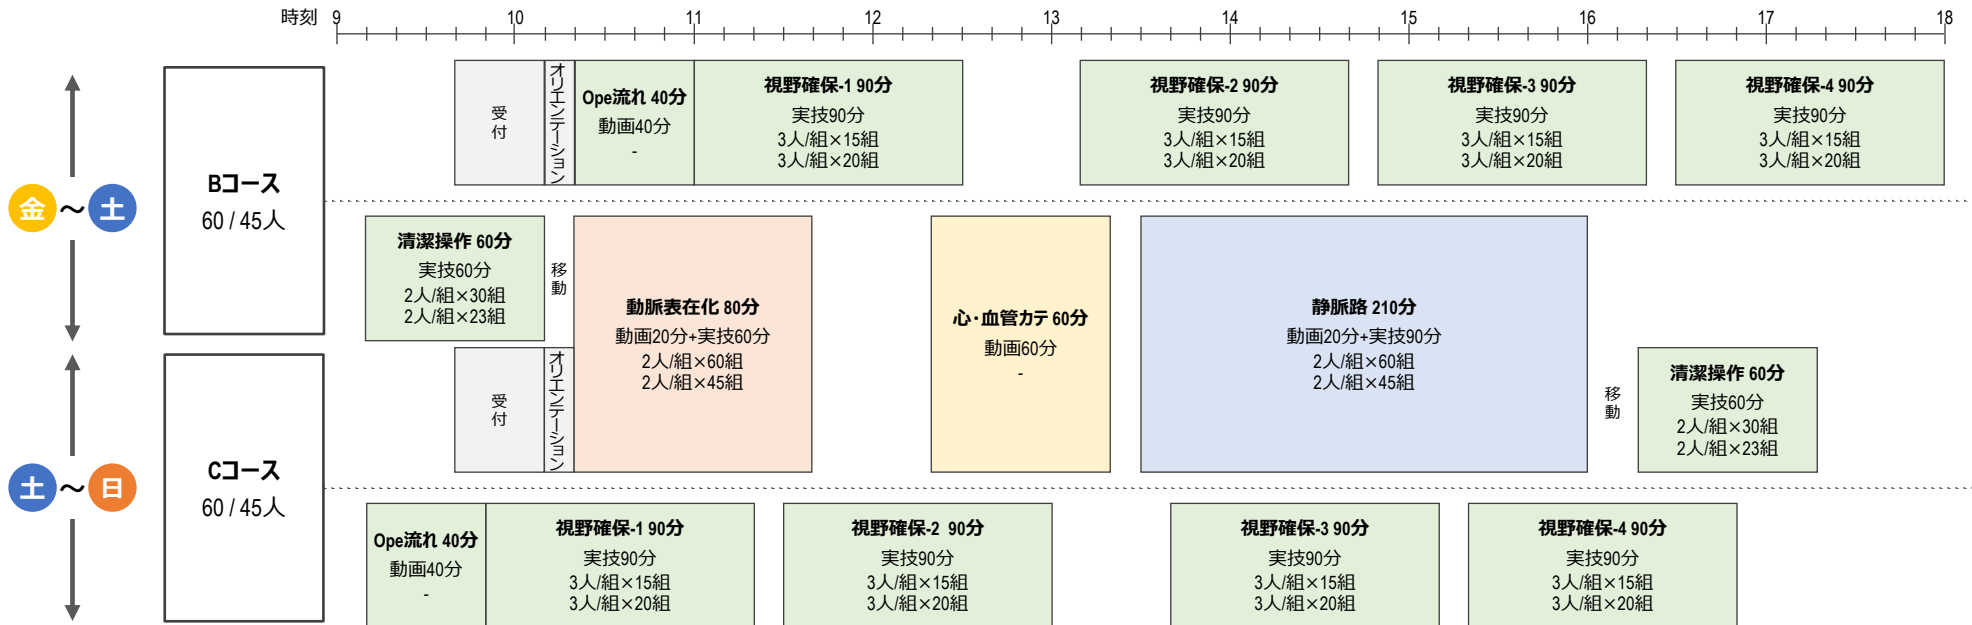 時刻 9 10 11 12 13 14 15 16 17 18
金～土
Bコース
60 / 45人
受付
オリエンテーション
Ope流れ 40分
動画40分
-
視野確保-1 90分
実技90分
3人/組×15組
3人/組×20組
視野確保-2 90分
実技90分
3人/組×15組
3人/組×20組
視野確保-3 90分
実技90分
3人/組×15組
3人/組×20組
視野確保-4 90分
実技90分
3人/組×15組
3人/組×20組
清潔操作 60分
実技60分
2人/組×30組
2人/組×23組
移動
動脈表在化 80分
動画20分+実技60分
2人/組×60組
2人/組×45組
心・血管カテ 60分
動画60分
-
静脈路 210分
動画20分+実技90分
2人/組×60組
2人/組×45組
土～日
Cコース
60 / 45人
受付
オリエンテーション
移動
清潔操作 60分
実技60分
2人/組×30組
2人/組×23組
Ope流れ 40分
動画40分
-
視野確保-1 90分
実技90分
3人/組×15組
3人/組×20組
視野確保-2 90分
実技90分
3人/組×15組
3人/組×20組
視野確保-3 90分
実技90分
3人/組×15組
3人/組×20組
視野確保-4 90分
実技90分
3人/組×15組
3人/組×20組